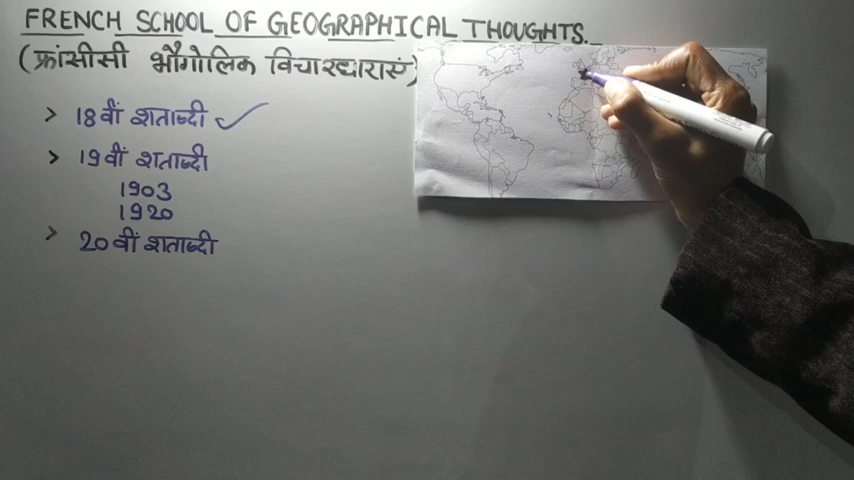 FRENCH SCHOOL OF GEOGRAPHICAL THOUGHTS.
(फ्रांसीसी भौगोलिक विचारधाराएं)
> 18वीं शताब्दी ✓
> 19वीं शताब्दी
1903
1920
> 20वीं शताब्दी